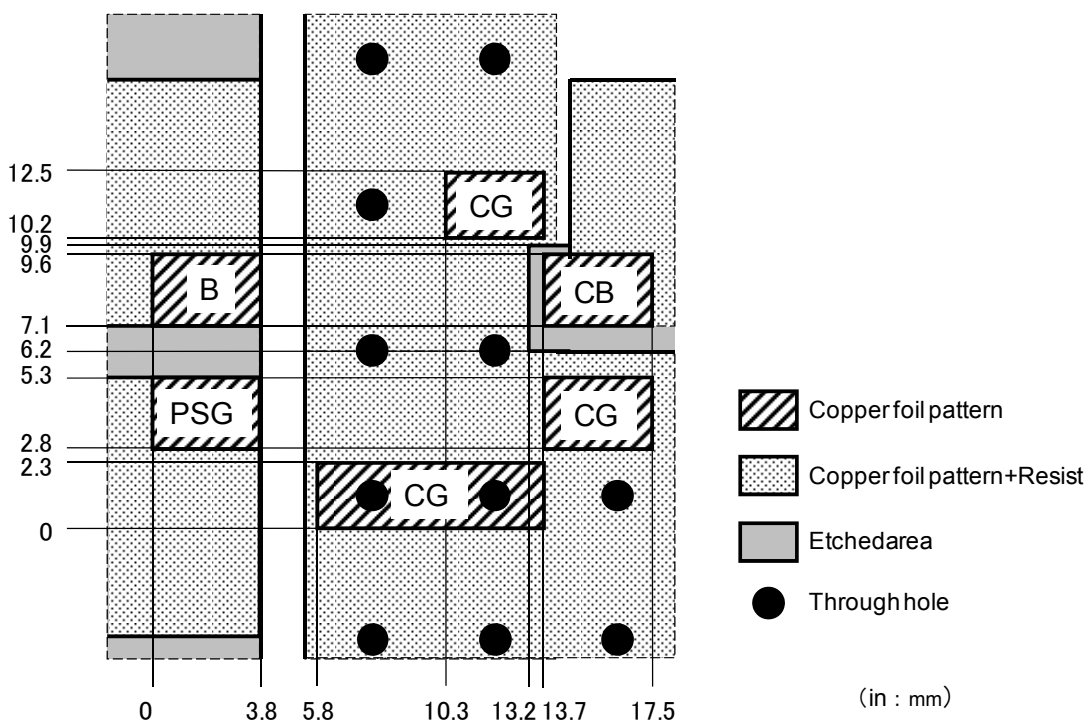 12.5
CG
10.2
9.9
9.6
B
CB
7.1
6.2
5.3
PSG
CG
2.8
2.3
CG
0
Copper foil pattern
Copper foil pattern+Resist
Etchedarea
Through hole
0 3.8 5.8 10.3 13.2 13.7 17.5
(in : mm)